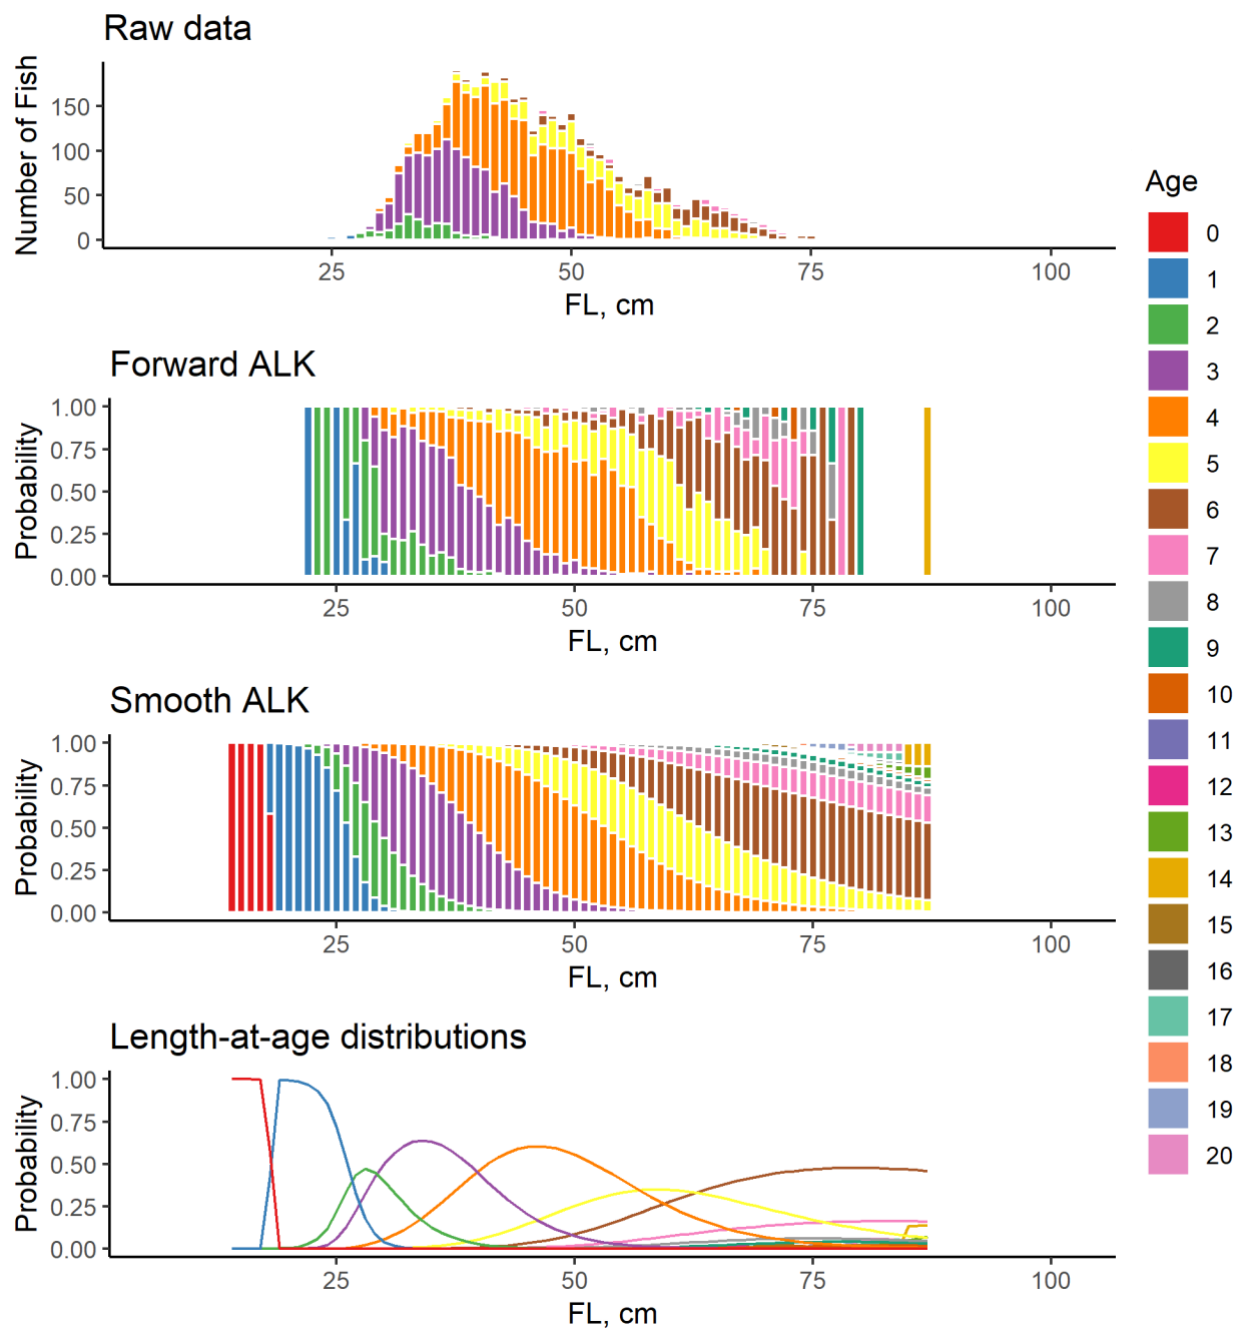 Raw data
Number of Fish
150
100
50
0
25 50 75 100
FL, cm
Forward ALK
Probability
1.00
0.75
0.50
0.25
0.00
25 50 75 100
FL, cm
Smooth ALK
Probability
1.00
0.75
0.50
0.25
0.00
25 50 75 100
FL, cm
Length-at-age distributions
Probability
1.00
0.75
0.50
0.25
0.00
25 50 75 100
FL, cm
Age
0
1
2
3
4
5
6
7
8
9
10
11
12
13
14
15
16
17
18
19
20